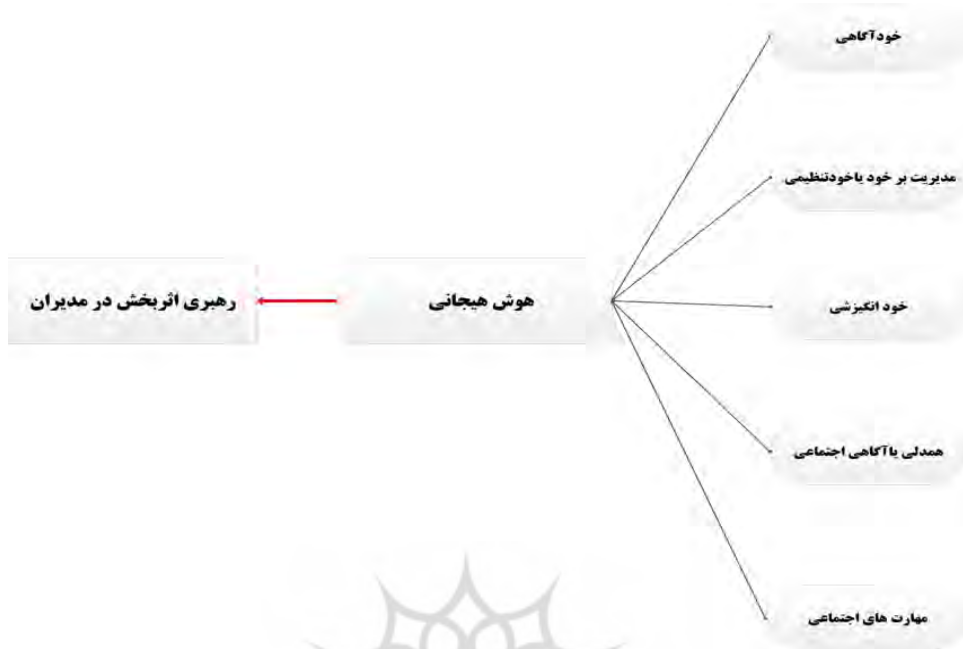 خودآگاهی
مدیریت بر خود یاخودتنظیمی
خود انگیزشی
همدلی یاآگاهی اجتماعی
مهارت های اجتماعی
هوش هیجانی
رهبری اثربخش در مدیران